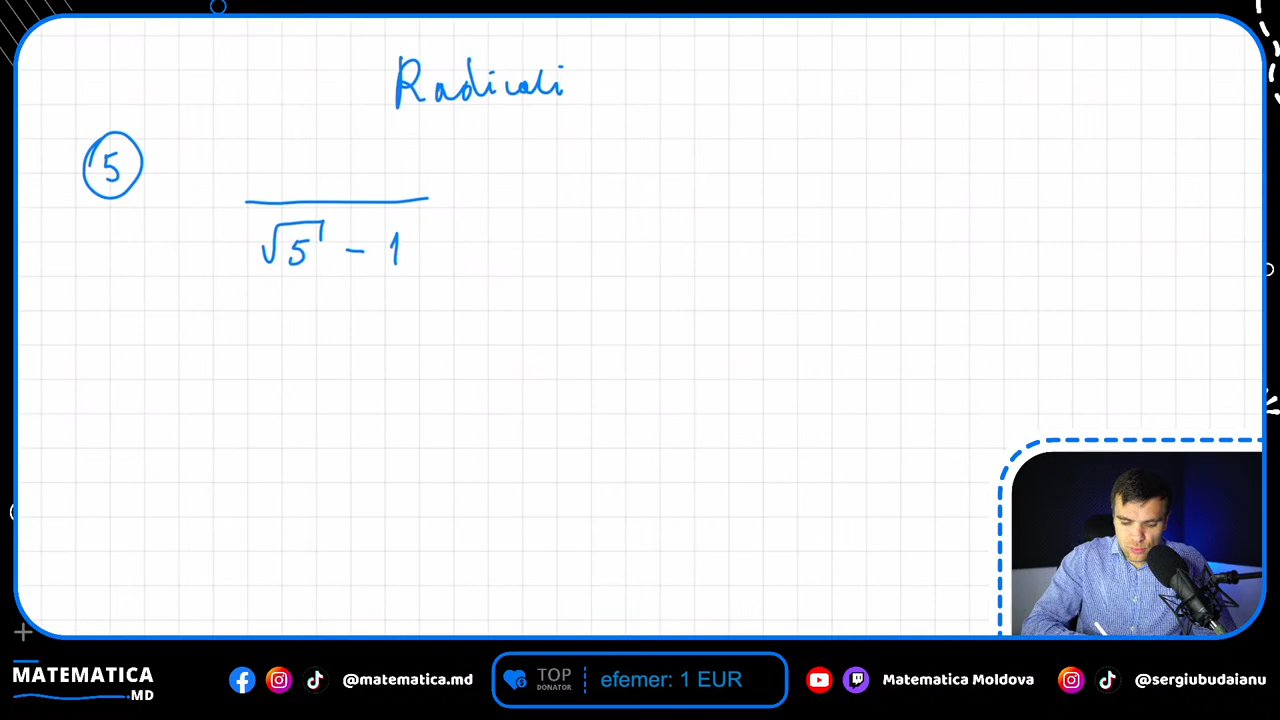 Radicali
5
√5 - 1
MATEMATICA
.MD
@matematica.md
TOP
DONATOR
efemer: 1 EUR
Matematica Moldova
@sergiubudaianu